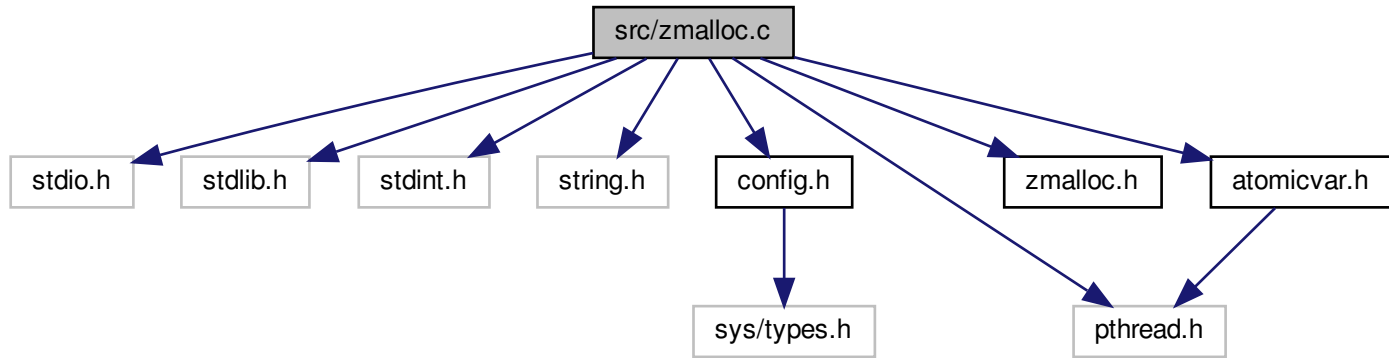 src/zmalloc.c
stdio.h
stdlib.h
stdint.h
string.h
config.h
zmalloc.h
atomicvar.h
sys/types.h
pthread.h